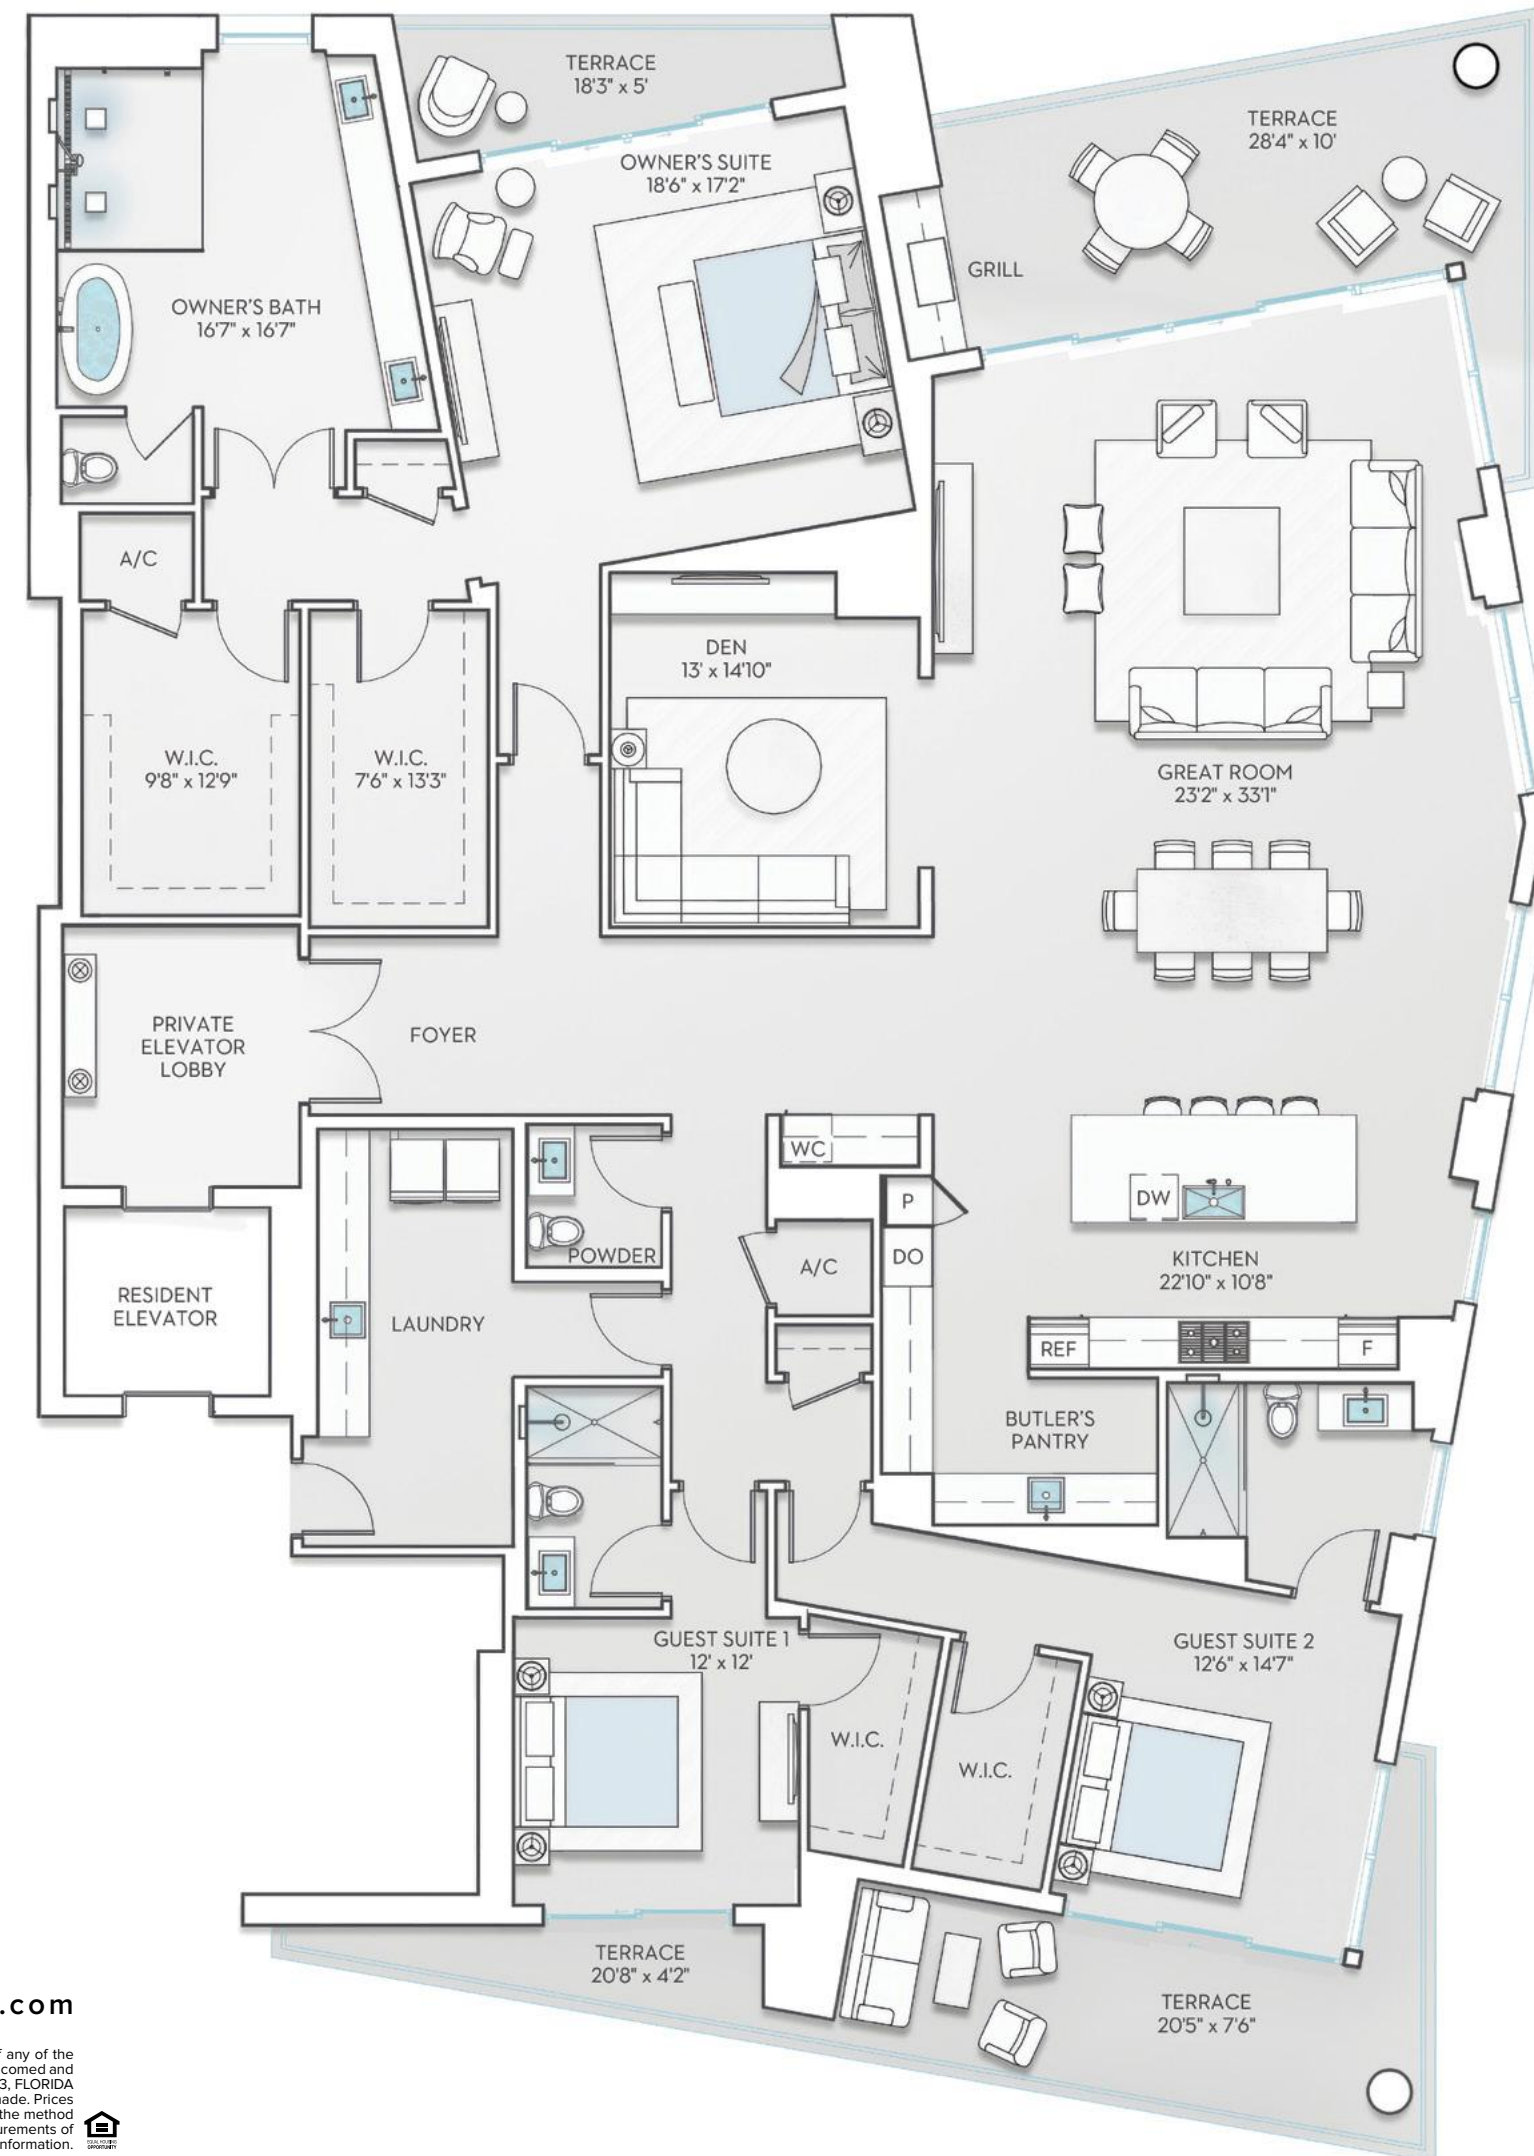 TERRACE
18'3" x 5'
TERRACE
28'4" x 10'
OWNER'S SUITE
18'6" x 17'2"
GRILL
OWNER'S BATH
16'7" x 16'7"
A/C
DEN
13' x 14'10"
W.I.C.
9'8" x 12'9"
W.I.C.
7'6" x 13'3"
GREAT ROOM
23'2" x 33'1"
PRIVATE
ELEVATOR
LOBBY
FOYER
WC
P
DW
DO
POWDER
A/C
KITCHEN
22'10" x 10'8"
RESIDENT
ELEVATOR
LAUNDRY
REF
F
BUTLER'S
PANTRY
GUEST SUITE 1
12' x 12'
GUEST SUITE 2
12'6" x 14'7"
W.I.C.
W.I.C.
TERRACE
20'8" x 4'2"
TERRACE
20'5" x 7'6"
.com
f any of the
comed and
3, FLORIDA
nade. Prices
the method
urements of
nformation.
EQUAL HOUSING
OPPORTUNITY